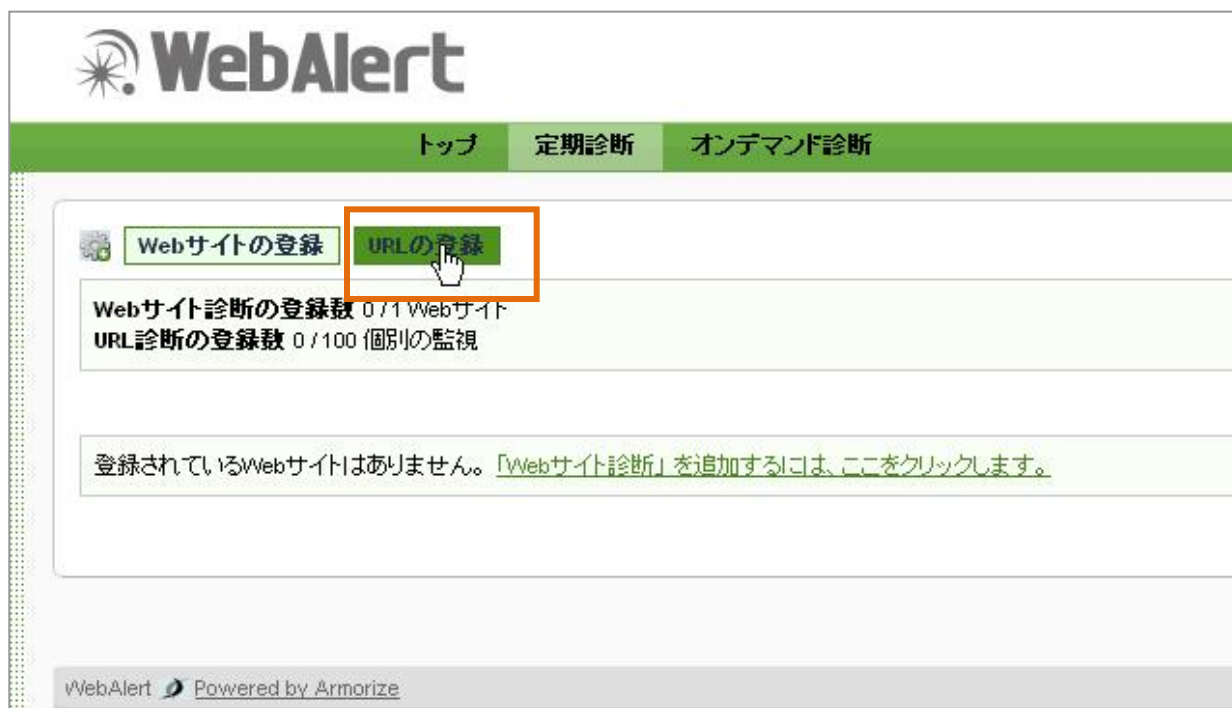 WebAlert
トップ 定期診断 オンデマンド診断
Webサイトの登録 URLの登録
Webサイト診断の登録数 0 / 1 Webサイト
URL診断の登録数 0 / 100 個別の監視
登録されているWebサイトはありません。「Webサイト診断」を追加するには、ここをクリックします。
WebAlert Powered by Armorize